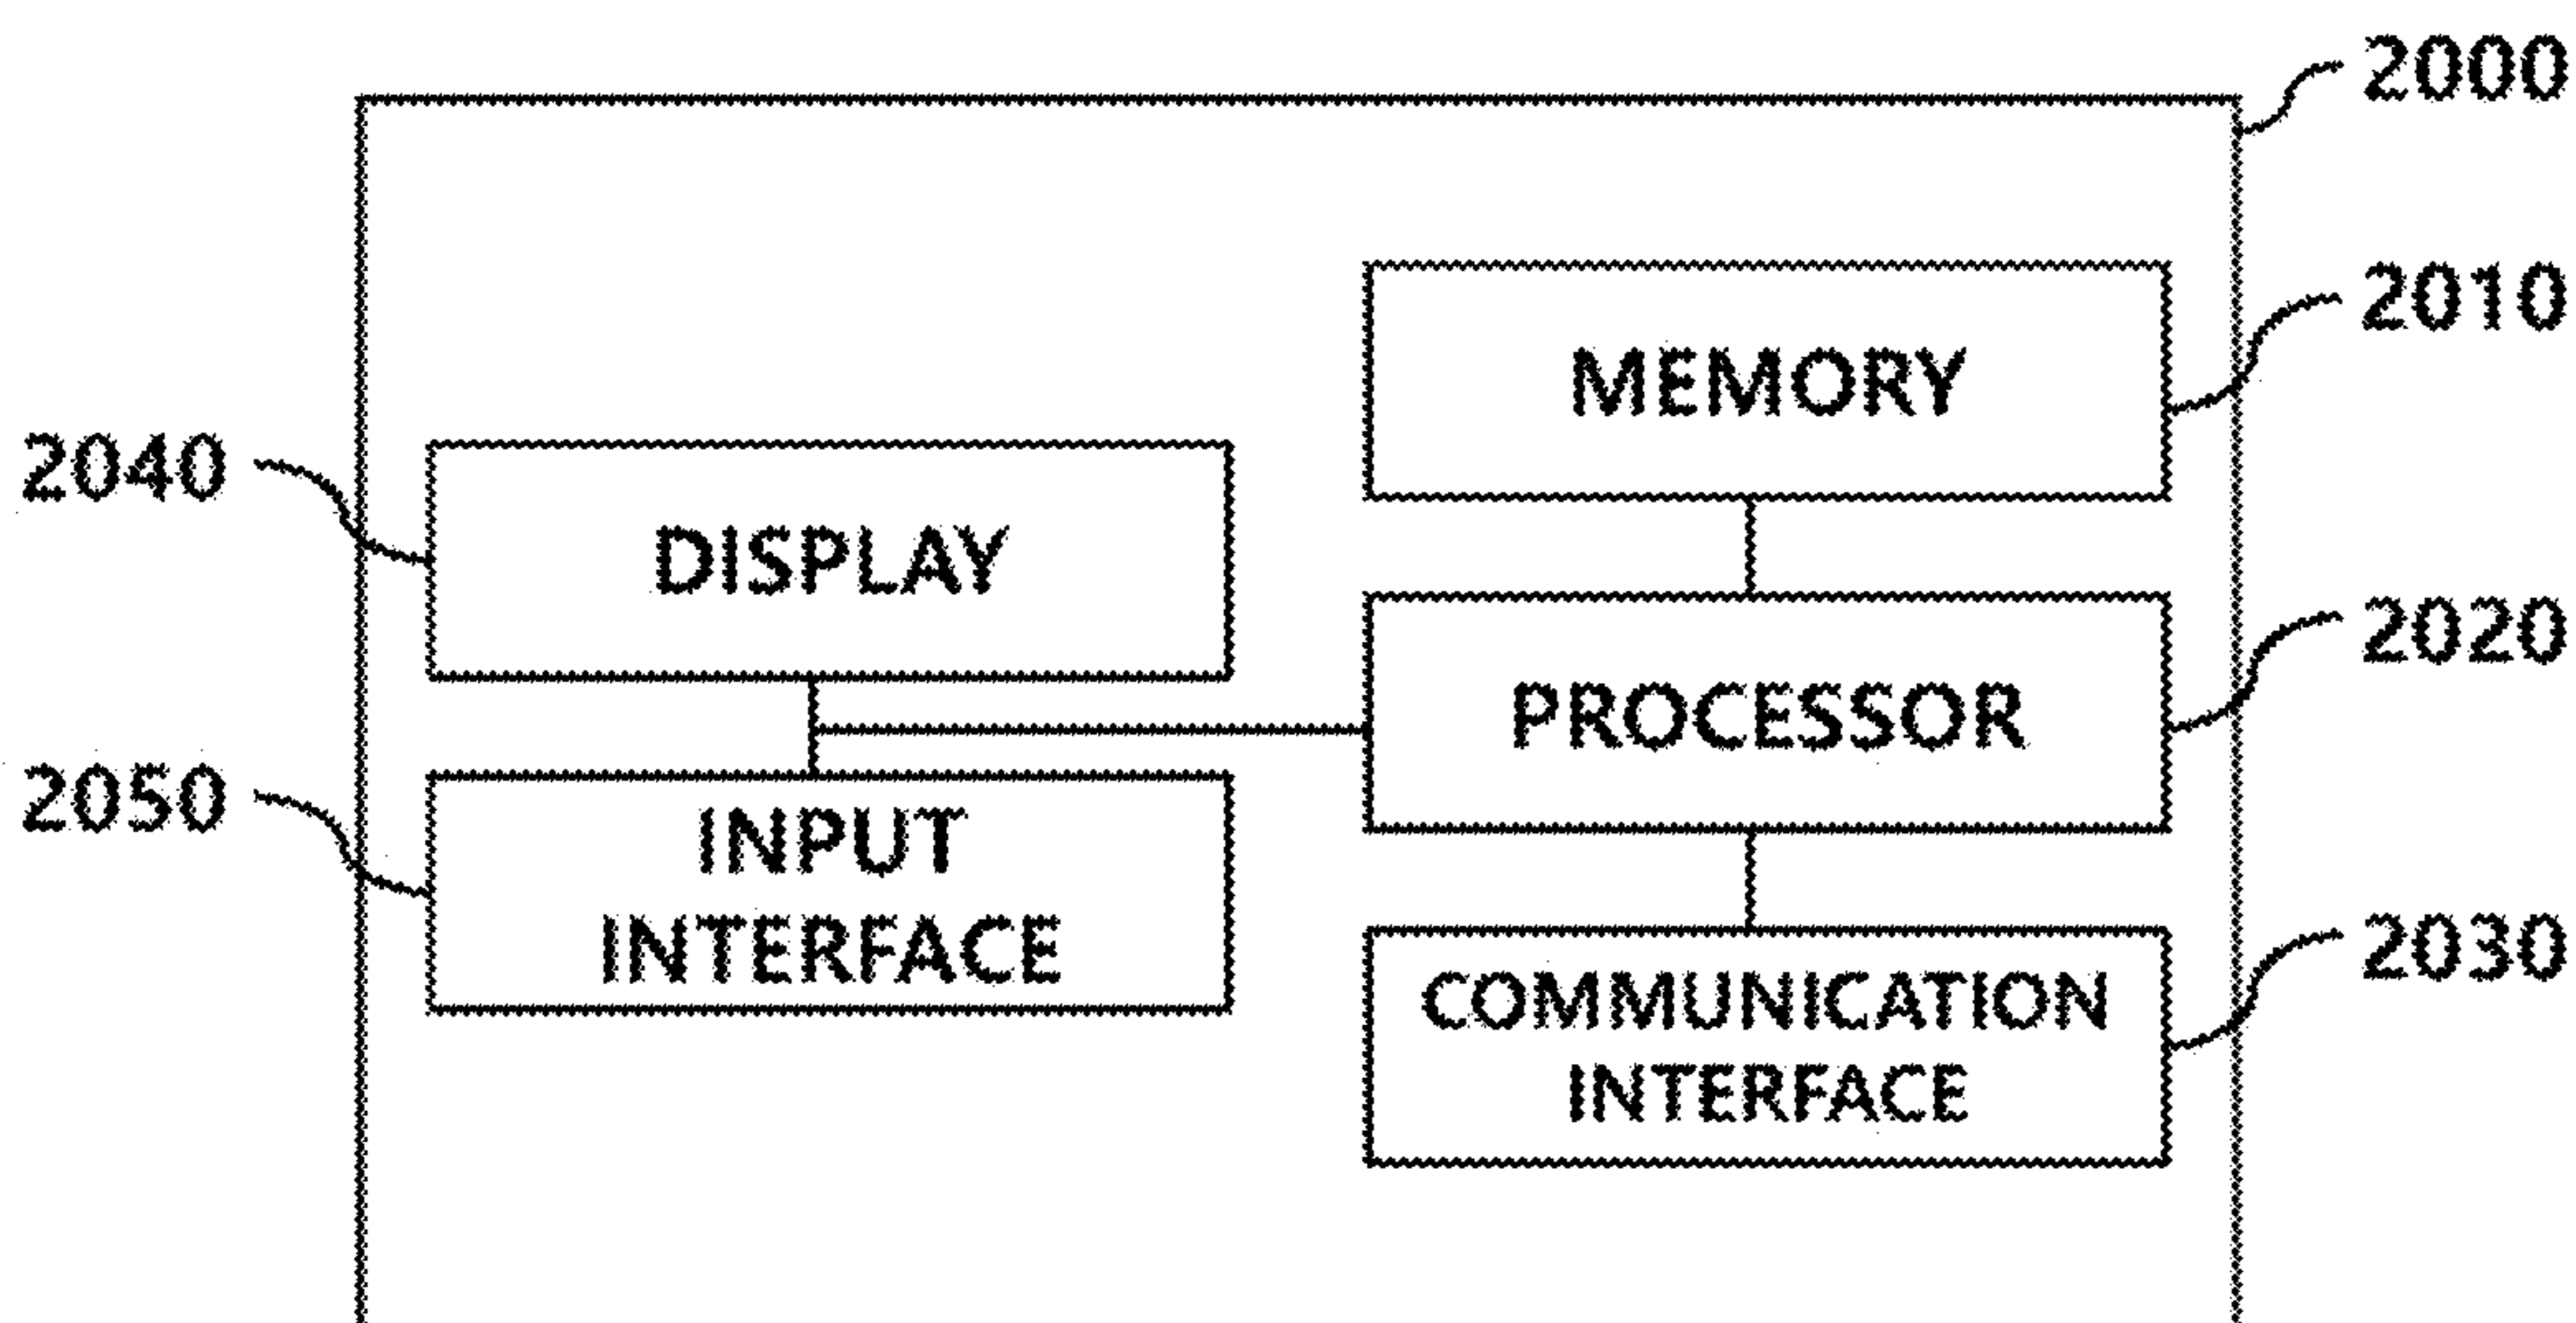 2000
MEMORY
2010
2040
DISPLAY
PROCESSOR
2020
2050
INPUT
INTERFACE
COMMUNICATION
INTERFACE
2030